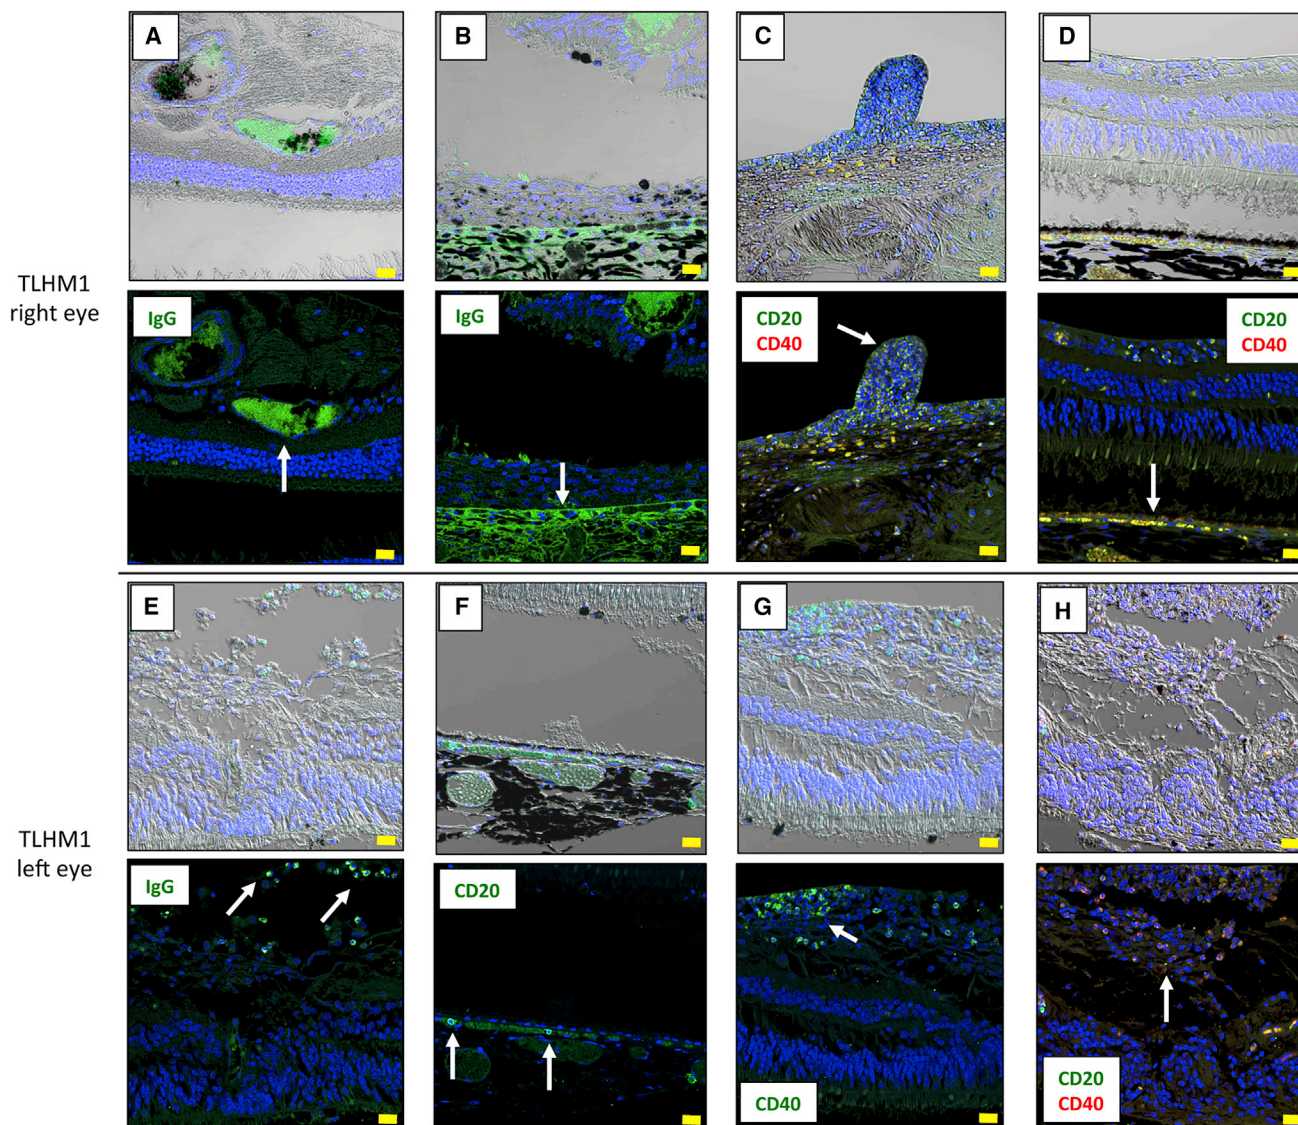 A
B
C
D
TLHM1
right eye
IgG
IgG
CD20
CD40
CD20
CD40
E
F
G
H
TLHM1
left eye
IgG
CD20
CD40
CD20
CD40